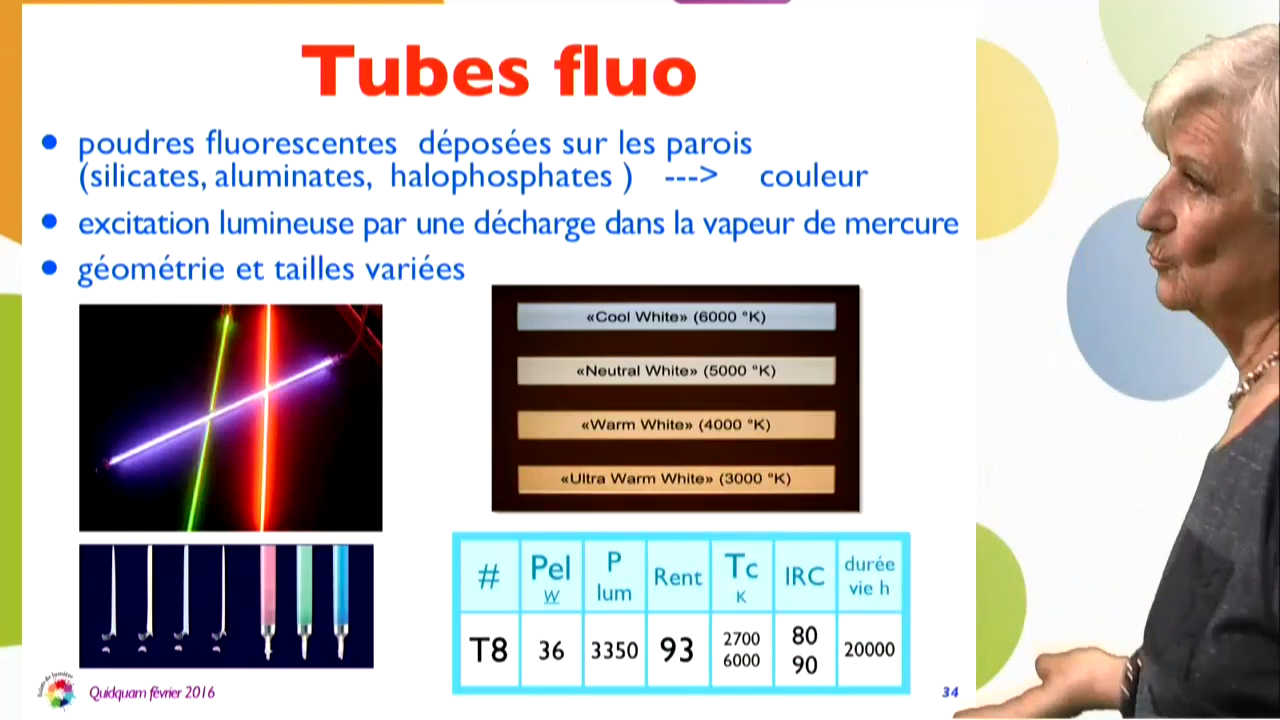 Tubes fluo
• poudres fluorescentes déposées sur les parois
(silicates, aluminates, halophosphates ) ---> couleur
• excitation lumineuse par une décharge dans la vapeur de mercure
• géométrie et tailles variées
«Cool White» (6000 °K)
«Neutral White» (5000 °K)
«Warm White» (4000 °K)
«Ultra Warm White» (3000 °K)
# Pel W P lum Rent Tc K IRC durée vie h
T8 36 3350 93 2700 6000 80 90 20000
Quidquam février 2016
34